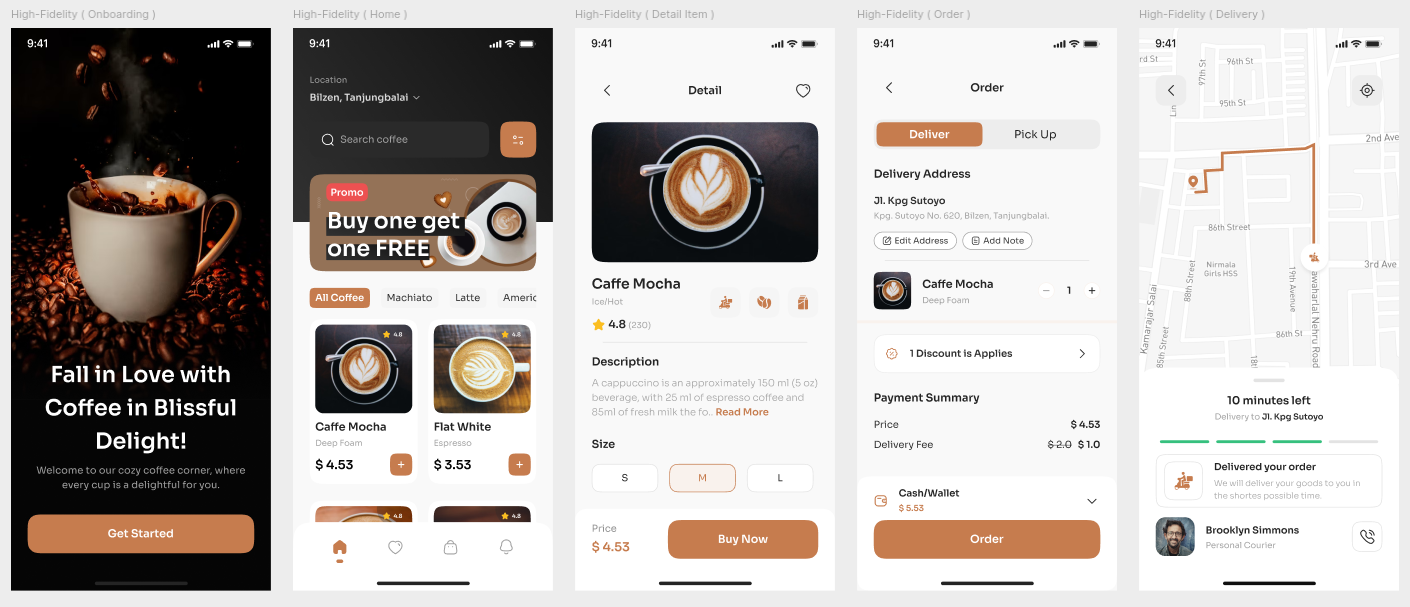 High-Fidelity ( Onboarding )
9:41
Fall in Love with
Coffee in Blissful
Delight!
Welcome to our cozy coffee corner, where
every cup is a delightful for you.
Get Started
High-Fidelity ( Home )
9:41
Location
Bilzen, Tanjungbalai
Search coffee
Promo
Buy one get
one FREE
All Coffee Machiato Latte Americ
4.8 4.8
Caffe Mocha Flat White
Deep Foam Espresso
$ 4.53 + $ 3.53 +
4.8 4.8
High-Fidelity ( Detail Item )
9:41
Detail
Caffe Mocha
Ice/Hot
4.8 (230)
Description
A cappuccino is an approximately 150 ml (5 oz)
beverage, with 25 ml of espresso coffee and
85ml of fresh milk the fo.. Read More
Size
S M L
Price
$ 4.53
Buy Now
High-Fidelity ( Order )
9:41
Order
Deliver Pick Up
Delivery Address
Jl. Kpg Sutoyo
Kpg. Sutoyo No. 620, Bilzen, Tanjungbalai.
Edit Address Add Note
Caffe Mocha
Deep Foam
− 1 +
1 Discount is Applies
Payment Summary
Price $ 4.53
Delivery Fee $ 2.0 $ 1.0
Cash/Wallet
$ 5.53
Order
High-Fidelity ( Delivery )
9:41
rd St
96th St
97th St
95th St
Lin
2nd Ave
86th Street
Nirmala
Girls HSS
3rd Ave
88th Street
19th Avenue
Kamarajar Salai
85th Street
86th St
18t
awaharlal Nehru Road
10 minutes left
Delivery to Jl. Kpg Sutoyo
Delivered your order
We will deliver your goods to you in
the shortes possible time.
Brooklyn Simmons
Personal Courier